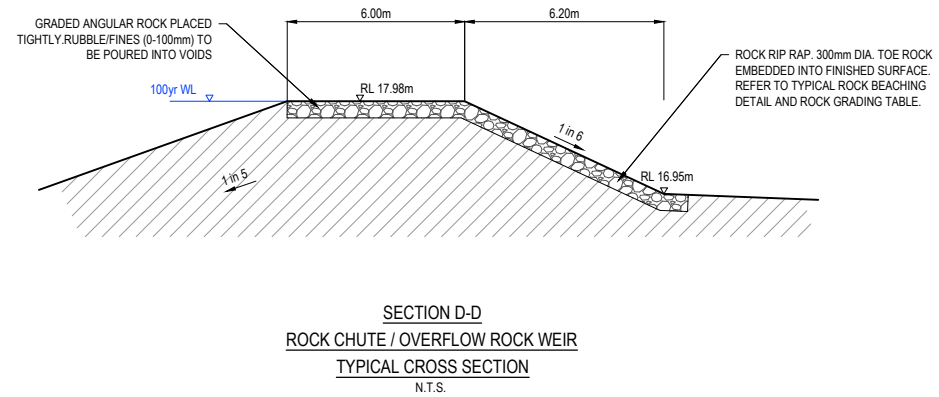 6.00m
6.20m
GRADED ANGULAR ROCK PLACED
TIGHTLY.RUBBLE/FINES (0-100mm) TO
BE POURED INTO VOIDS
ROCK RIP RAP. 300mm DIA. TOE ROCK
EMBEDDED INTO FINISHED SURFACE.
REFER TO TYPICAL ROCK BEACHING
DETAIL AND ROCK GRADING TABLE.
100yr WL
RL 17.98m
1 in 6
1 in 5
RL 16.95m
SECTION D-D
ROCK CHUTE / OVERFLOW ROCK WEIR
TYPICAL CROSS SECTION
N.T.S.